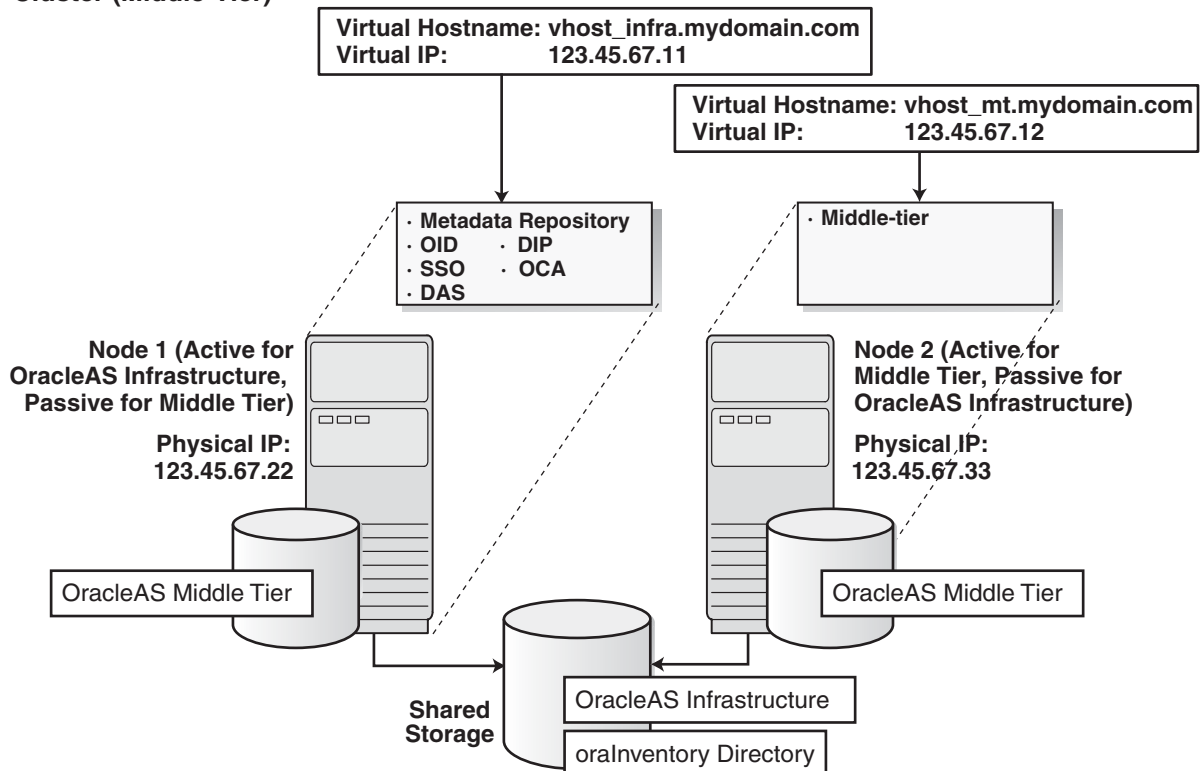 Cluster (Middle Tier)
Virtual Hostname: vhost_infra.mydomain.com
Virtual IP: 123.45.67.11
Virtual Hostname: vhost_mt.mydomain.com
Virtual IP: 123.45.67.12
· Metadata Repository
· OID · DIP
· SSO · OCA
· DAS
· Middle-tier
Node 1 (Active for
OracleAS Infrastructure,
Passive for Middle Tier)
Physical IP:
123.45.67.22
Node 2 (Active for
Middle Tier, Passive for
OracleAS Infrastructure)
Physical IP:
123.45.67.33
OracleAS Middle Tier
OracleAS Middle Tier
Shared
Storage
OracleAS Infrastructure
oraInventory Directory